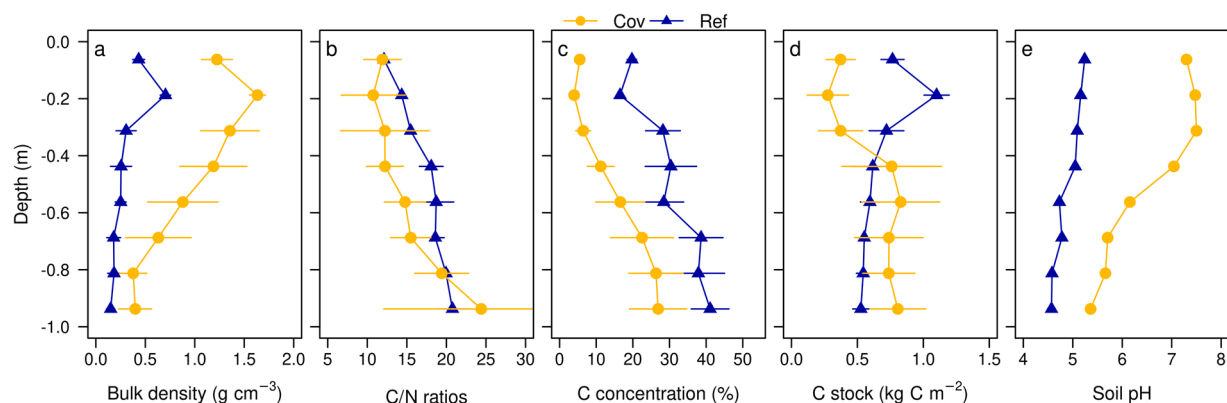 Cov Ref
a b c d e
Depth (m)
0.0
-0.2
-0.4
-0.6
-0.8
-1.0
0.0 0.5 1.0 1.5 2.0
5 10 15 20 25 30
0 10 20 30 40 50
0.0 0.5 1.0 1.5
4 5 6 7 8
Bulk density (g cm⁻³)
C/N ratios
C concentration (%)
C stock (kg C m⁻²)
Soil pH